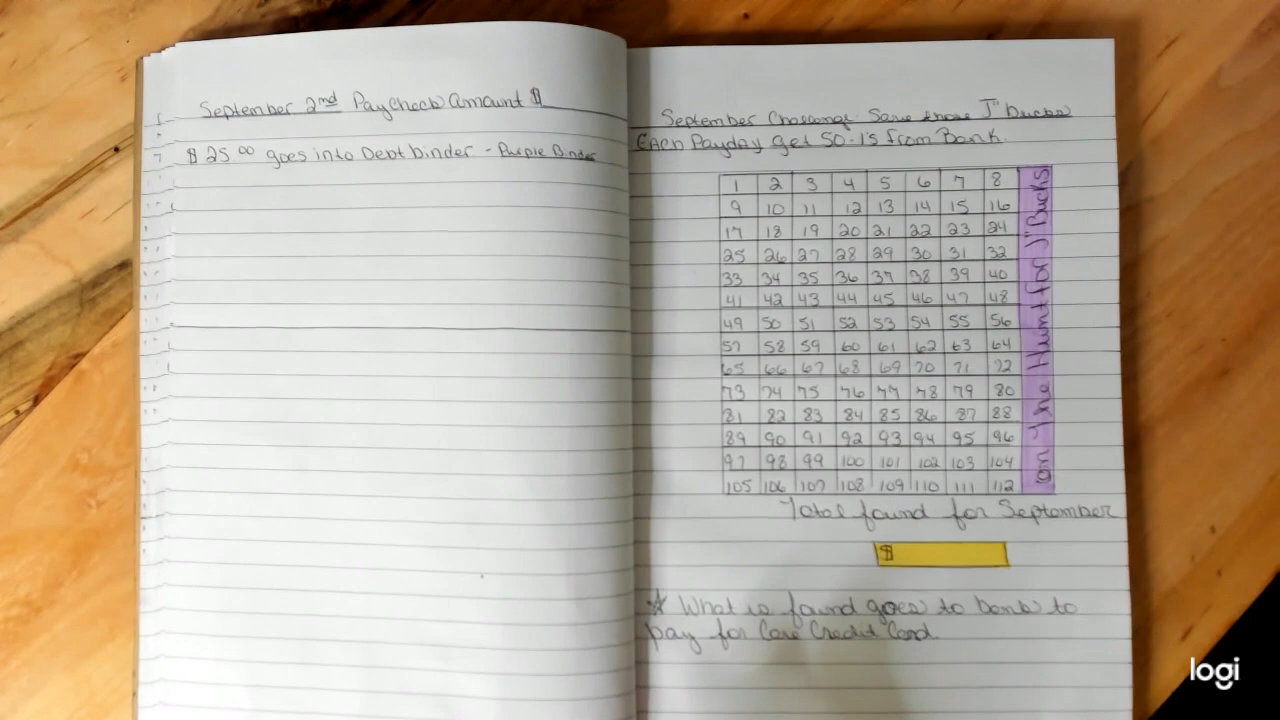 September 2nd Paycheck Amount $
$ 25 00 goes into Debt binder - Purple Binder
September Challenge. Save those J" Bucks
EAch Payday get 50-1's from Bank.
1 2 3 4 5 6 7 8
9 10 11 12 13 14 15 16
17 18 19 20 21 22 23 24
25 26 27 28 29 30 31 32
33 34 35 36 37 38 39 40
41 42 43 44 45 46 47 48
49 50 51 52 53 54 55 56
57 58 59 60 61 62 63 64
65 66 67 68 69 70 71 72
73 74 75 76 77 78 79 80
81 82 83 84 85 86 87 88
89 90 91 92 93 94 95 96
97 98 99 100 101 102 103 104
105 106 107 108 109 110 111 112
on The Hunt for J" Bucks
Total found for September
$
* What is found goes to bank to
pay for Care Credit Card.
logi